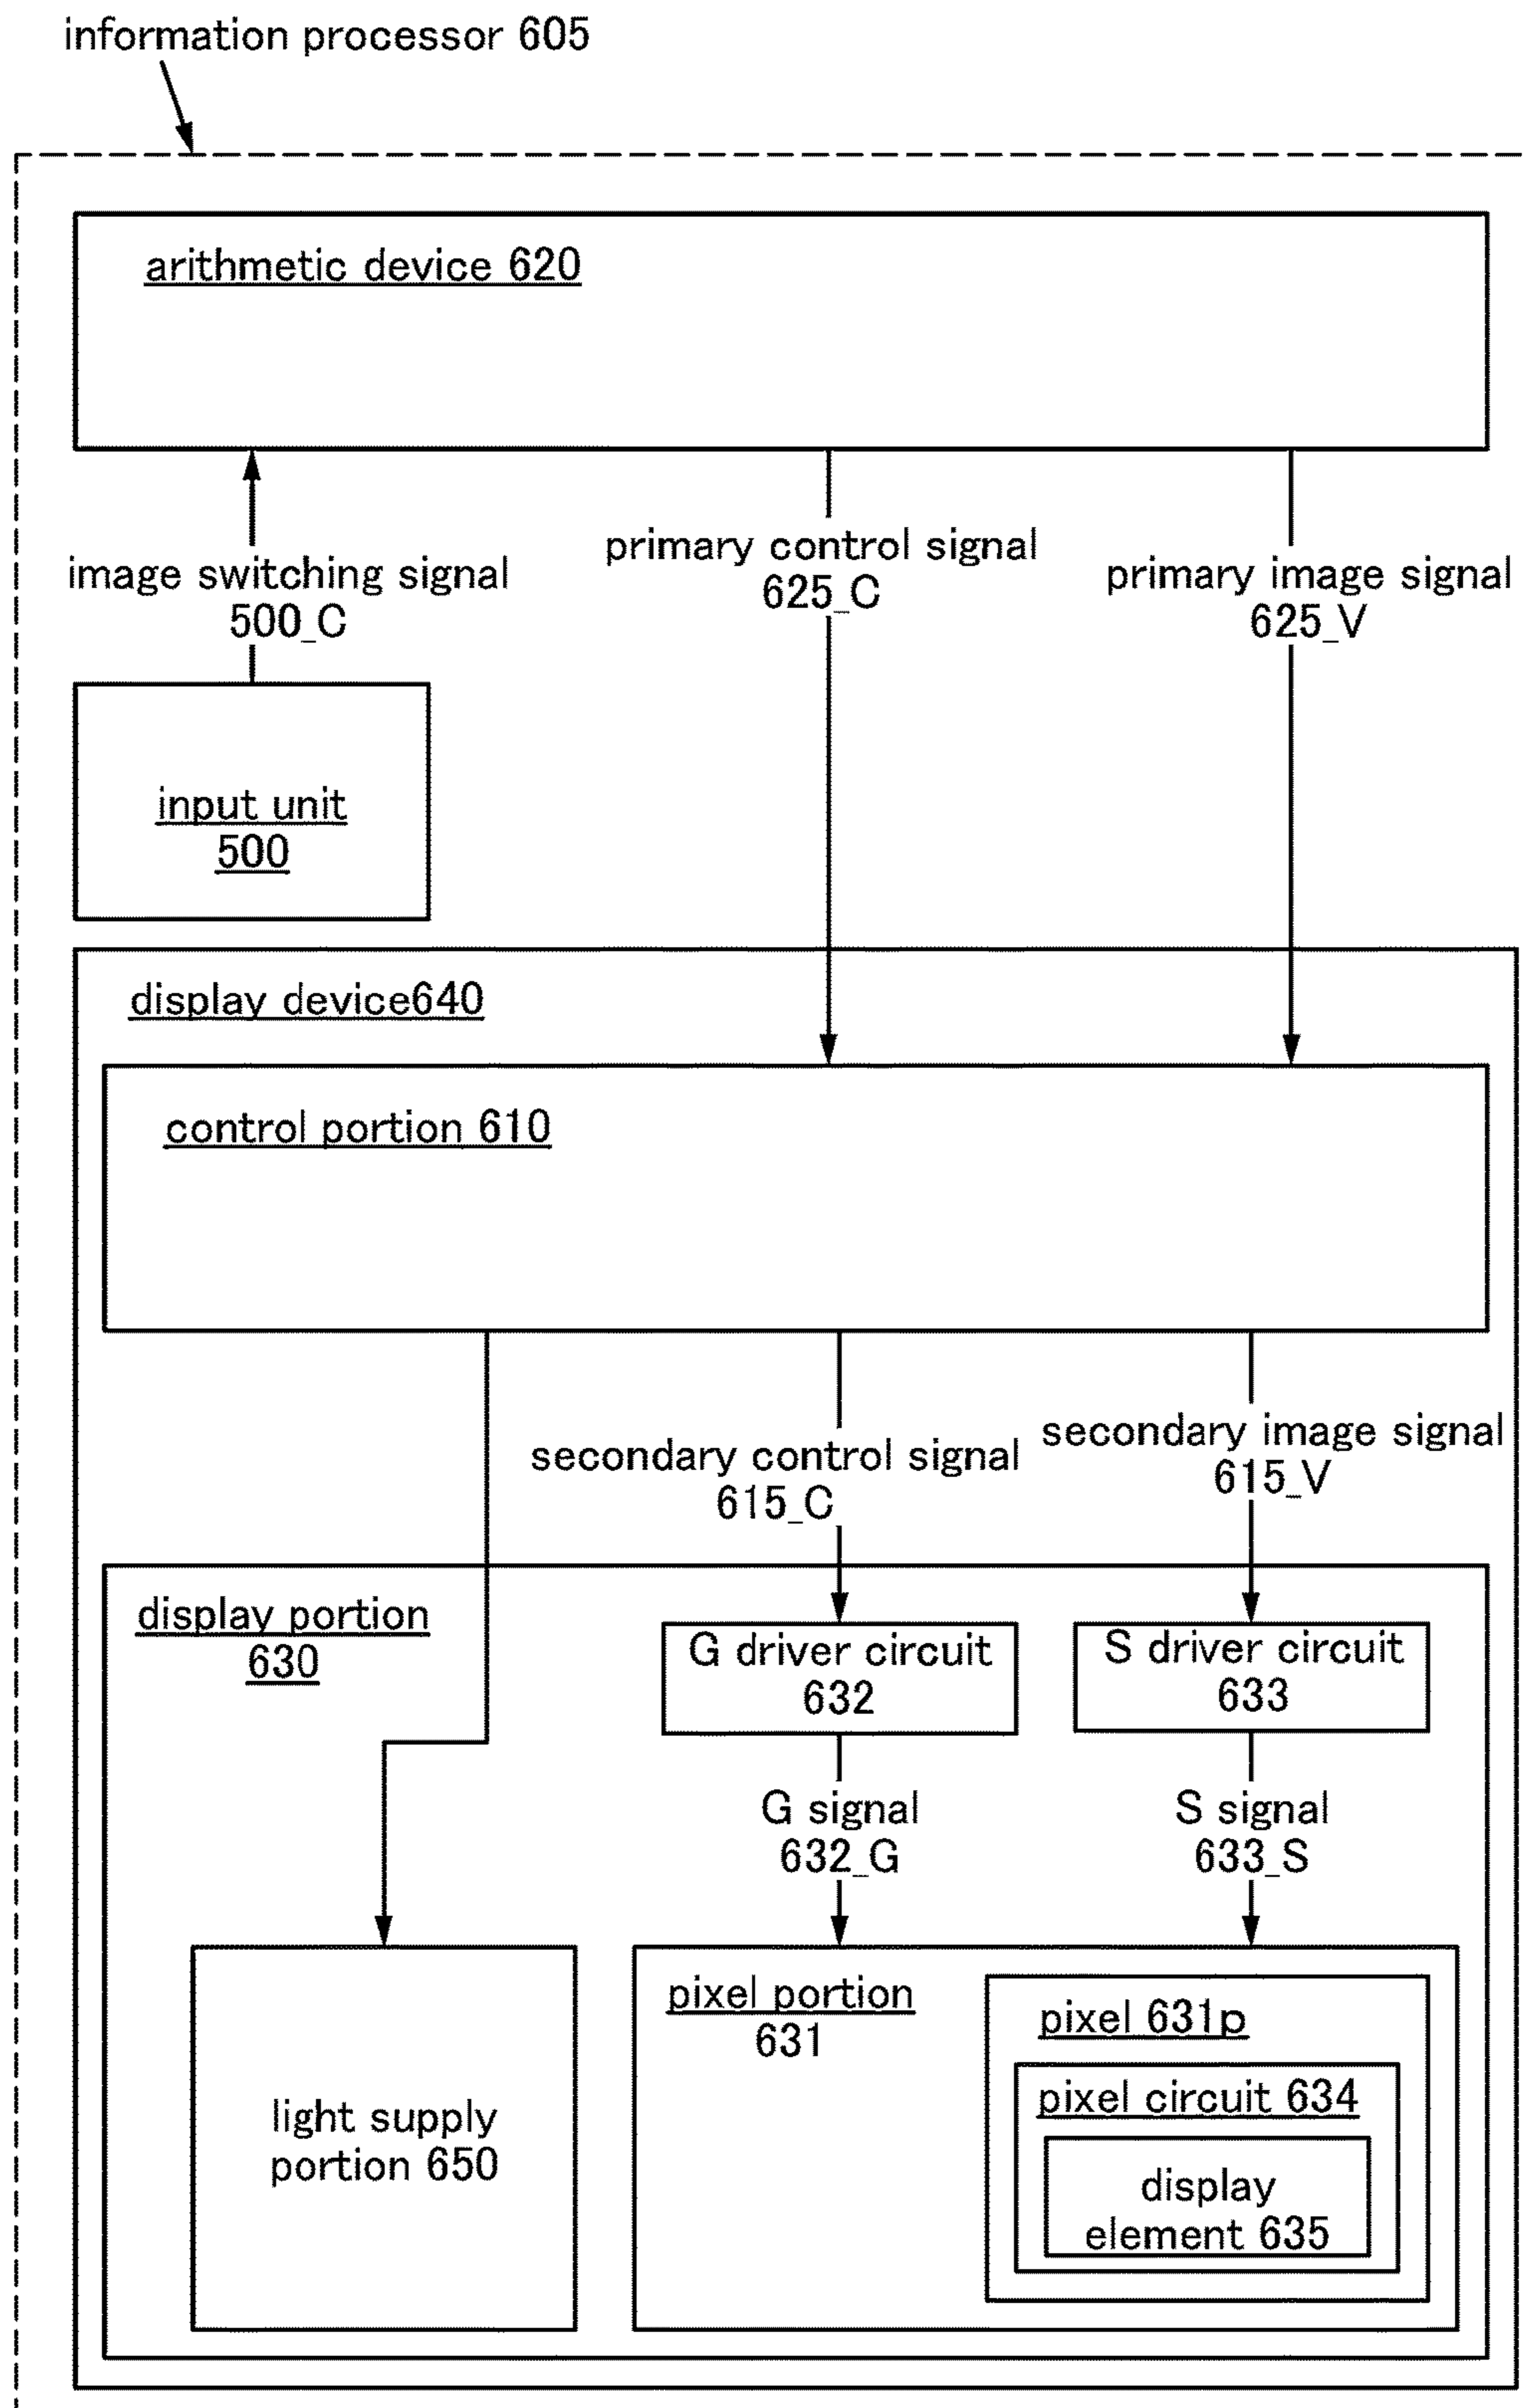 information processor 605
arithmetic device 620
image switching signal
500_C
primary control signal
625_C
primary image signal
625_V
input unit
500
display device640
control portion 610
secondary control signal
615_C
secondary image signal
615_V
display portion
630
G driver circuit
632
S driver circuit
633
G signal
632_G
S signal
633_S
light supply
portion 650
pixel portion
631
pixel 631p
pixel circuit 634
display
element 635